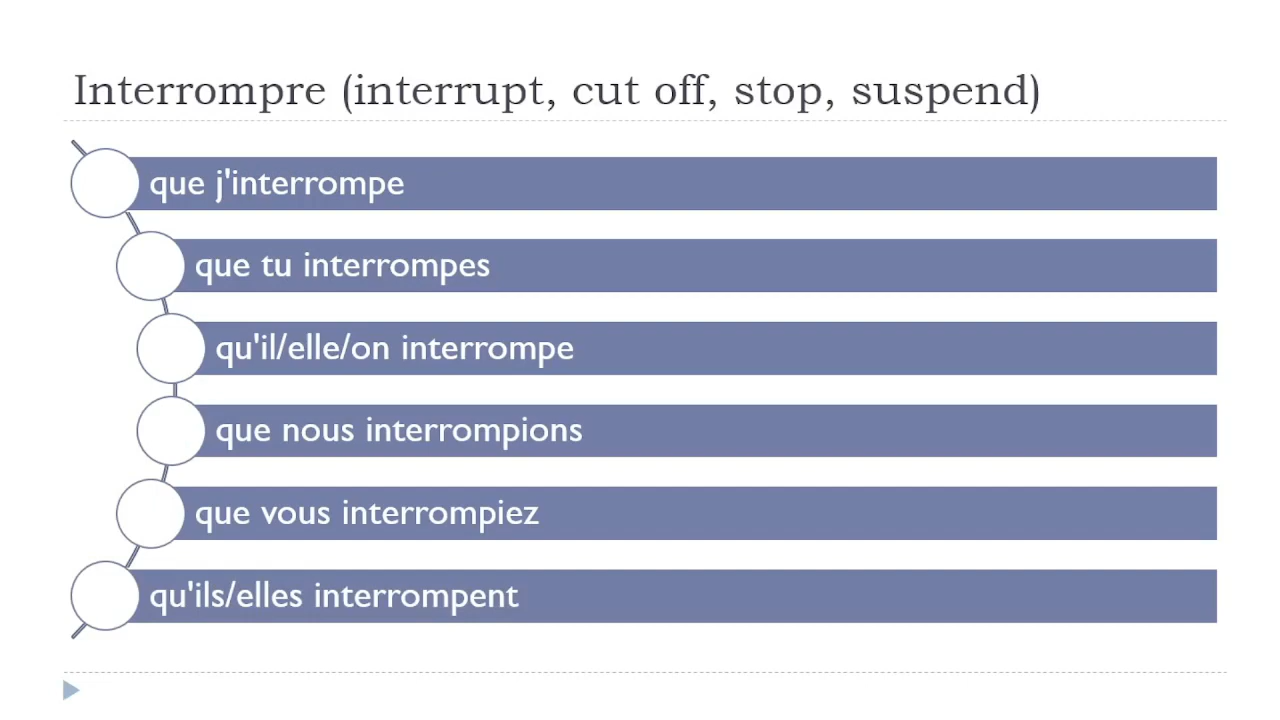 Interrompre (interrupt, cut off, stop, suspend)
que j'interrompe
que tu interrompes
qu'il/elle/on interrompe
que nous interrompions
que vous interrompiez
qu'ils/elles interrompent